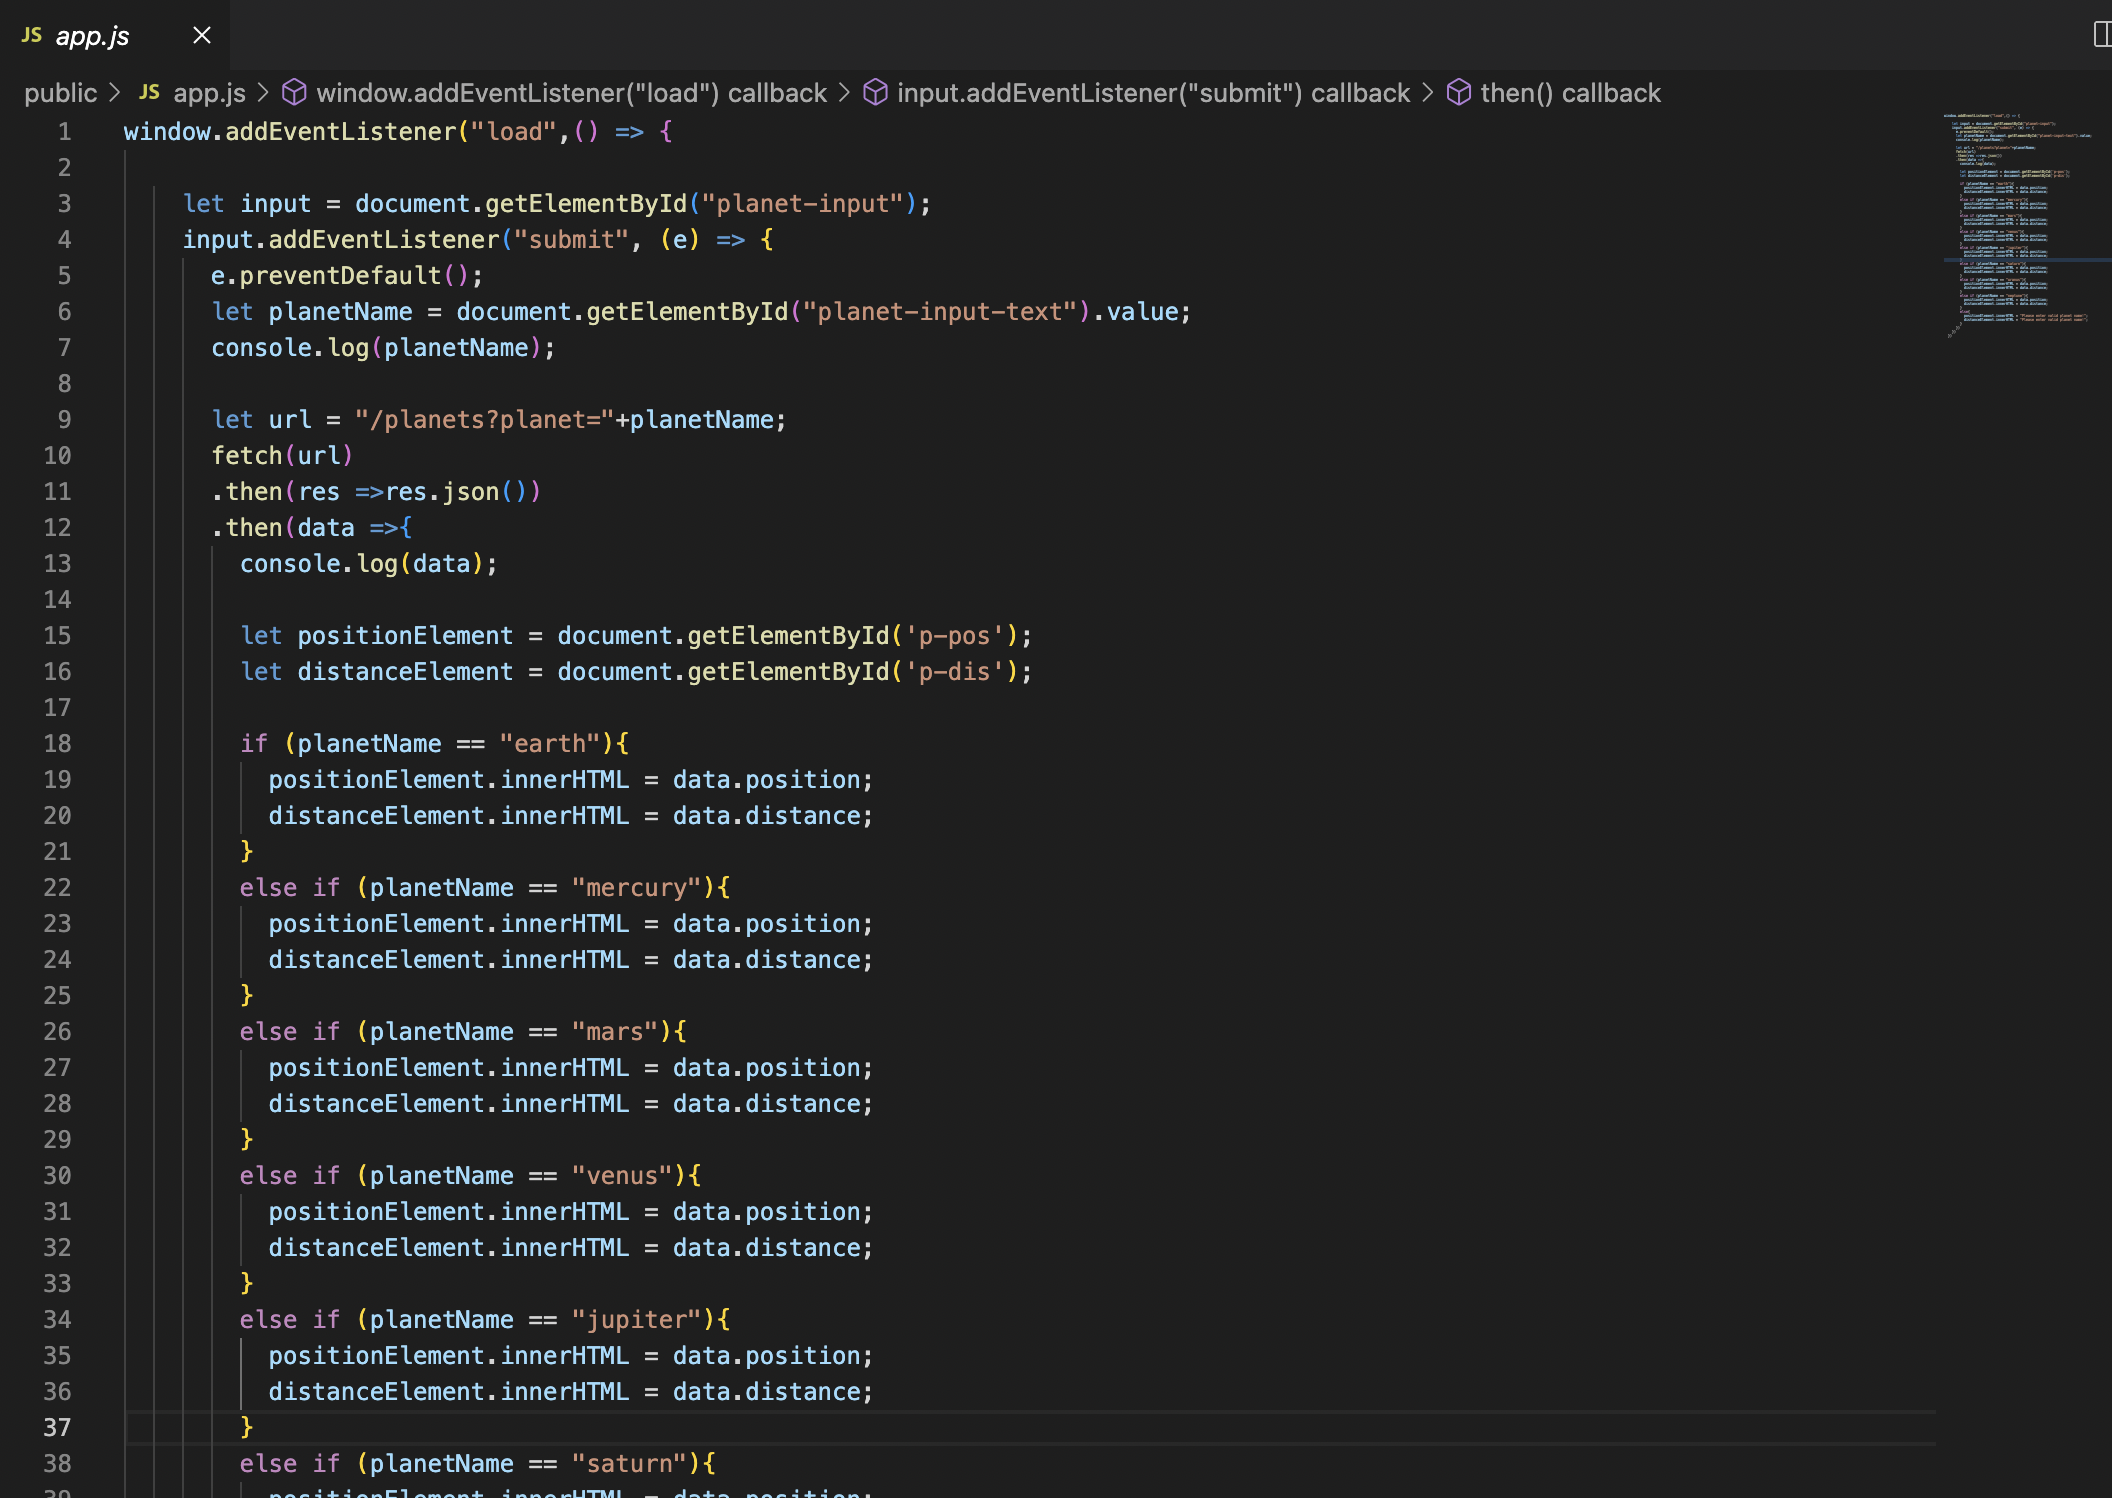 JS app.js
public > JS app.js > window.addEventListener("load") callback > input.addEventListener("submit") callback > then() callback
1 window.addEventListener("load",() => {
2
3 let input = document.getElementById("planet-input");
4 input.addEventListener("submit", (e) => {
5 e.preventDefault();
6 let planetName = document.getElementById("planet-input-text").value;
7 console.log(planetName);
8
9 let url = "/planets?planet="+planetName;
10 fetch(url)
11 .then(res =>res.json())
12 .then(data =>{
13 console.log(data);
14
15 let positionElement = document.getElementById('p-pos');
16 let distanceElement = document.getElementById('p-dis');
17
18 if (planetName == "earth"){
19 positionElement.innerHTML = data.position;
20 distanceElement.innerHTML = data.distance;
21 }
22 else if (planetName == "mercury"){
23 positionElement.innerHTML = data.position;
24 distanceElement.innerHTML = data.distance;
25 }
26 else if (planetName == "mars"){
27 positionElement.innerHTML = data.position;
28 distanceElement.innerHTML = data.distance;
29 }
30 else if (planetName == "venus"){
31 positionElement.innerHTML = data.position;
32 distanceElement.innerHTML = data.distance;
33 }
34 else if (planetName == "jupiter"){
35 positionElement.innerHTML = data.position;
36 distanceElement.innerHTML = data.distance;
37 }
38 else if (planetName == "saturn"){
39 positionElement.innerHTML = data.position;